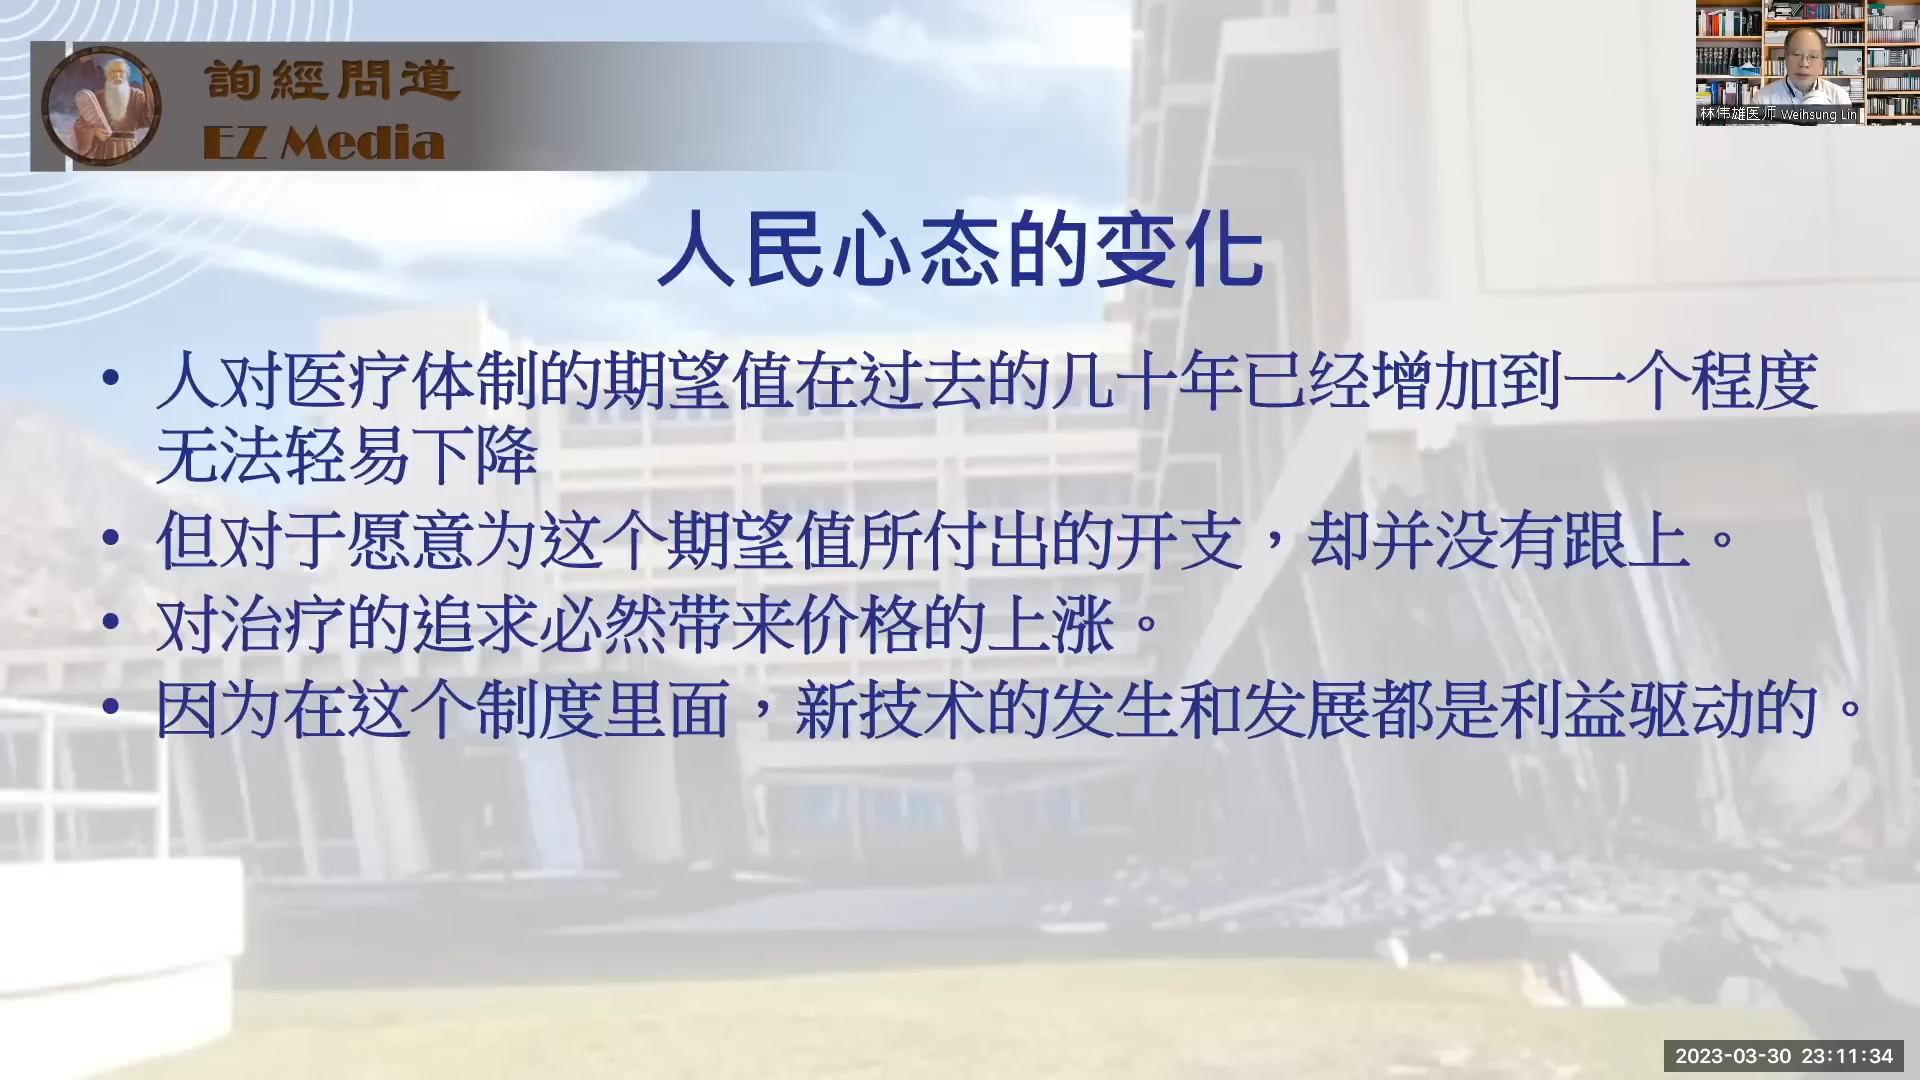 詢經問道
EZ Media
林伟雄医师 Weihsung Lin
人民心态的变化
• 人对医疗体制的期望值在过去的几十年已经增加到一个程度
无法轻易下降
• 但对于愿意为这个期望值所付出的开支，却并没有跟上。
• 对治疗的追求必然带来价格的上涨。
• 因为在这个制度里面，新技术的发生和发展都是利益驱动的。
2023-03-30 23:11:34